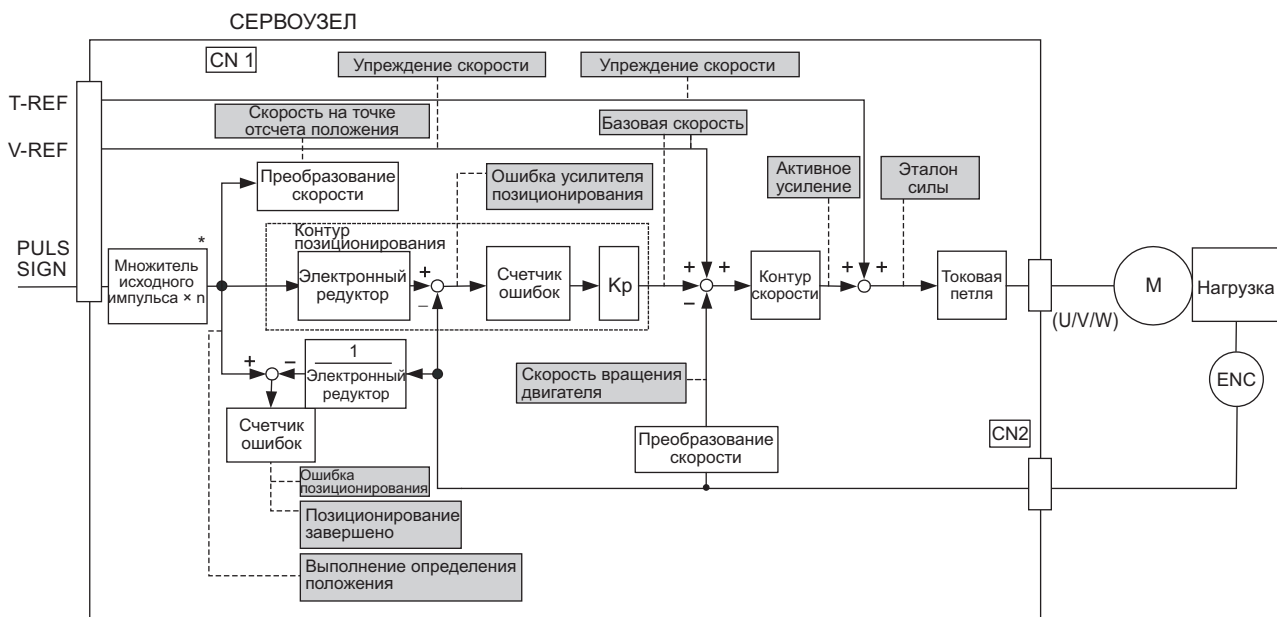 СЕРВОУЗЕЛ
CN 1
Упреждение скорости
Упреждение скорости
T-REF
Скорость на точке
отсчета положения
Базовая скорость
V-REF
Преобразование
скорости
Ошибка усилителя
позиционирования
Активное
усиление
Эталон
силы
PULS
SIGN
*
Множитель
исходного
импульса × n
Контур
позиционирования
Электронный
редуктор
+
−
Счетчик
ошибок
Kp
+
+
−
Контур
скорости
+
+
Токовая
петля
(U/V/W)
M
Нагрузка
ENC
+
−
1
Электронный
редуктор
Счетчик
ошибок
Скорость вращения
двигателя
Преобразование
скорости
CN2
Ошибка
позиционирования
Позиционирование
завершено
Выполнение определения
положения